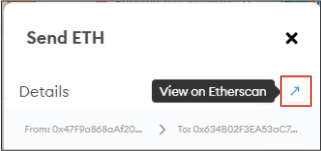 Send ETH
Details
View on Etherscan
From: 0x47F9a868aAf20... > To: 0x634B02F3EA53aC7...